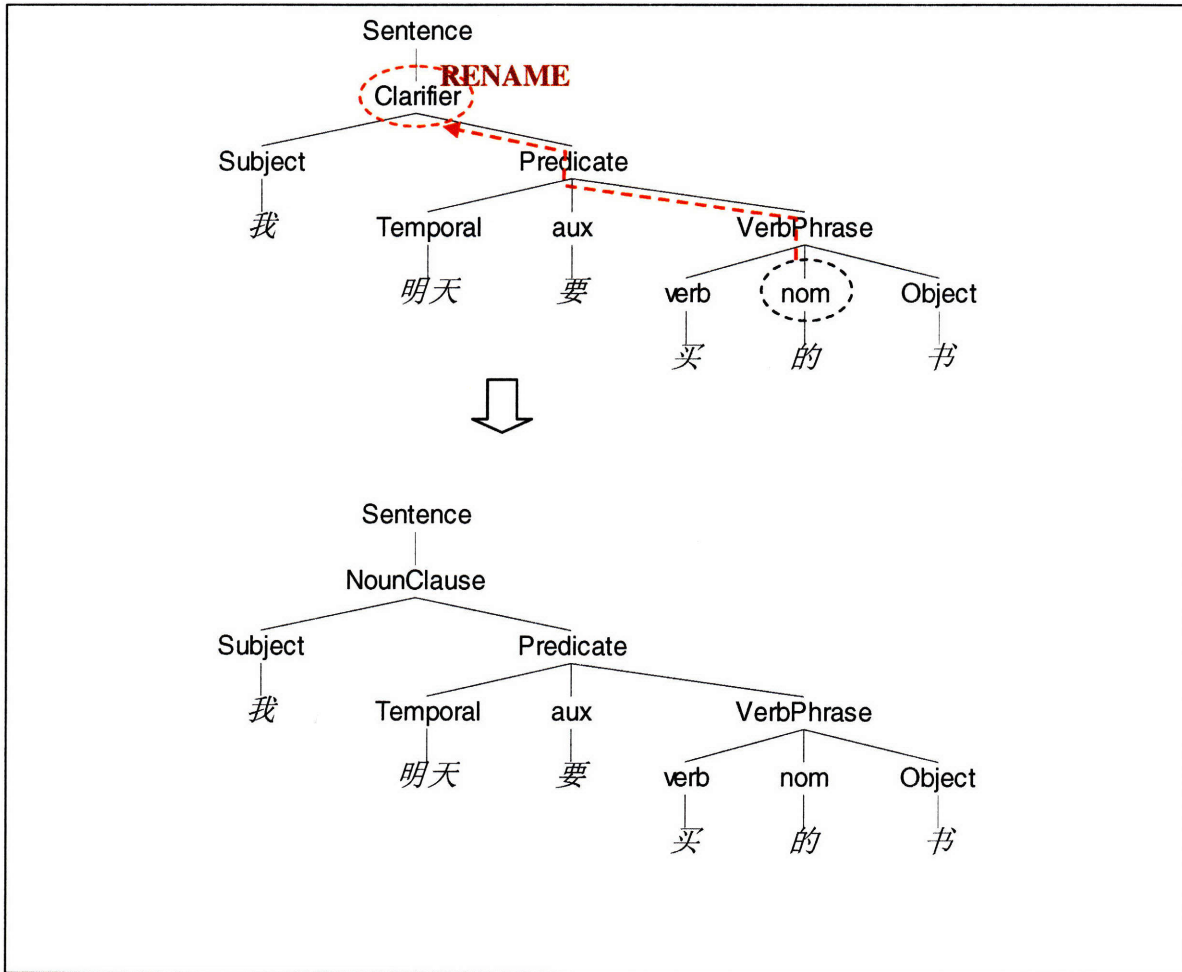 Sentence
RENAME
Clarifier
Subject Predicate
我 Temporal aux VerbPhrase
明天 要 verb nom Object
买 的 书
Sentence
NounClause
Subject Predicate
我 Temporal aux VerbPhrase
明天 要 verb nom Object
买 的 书